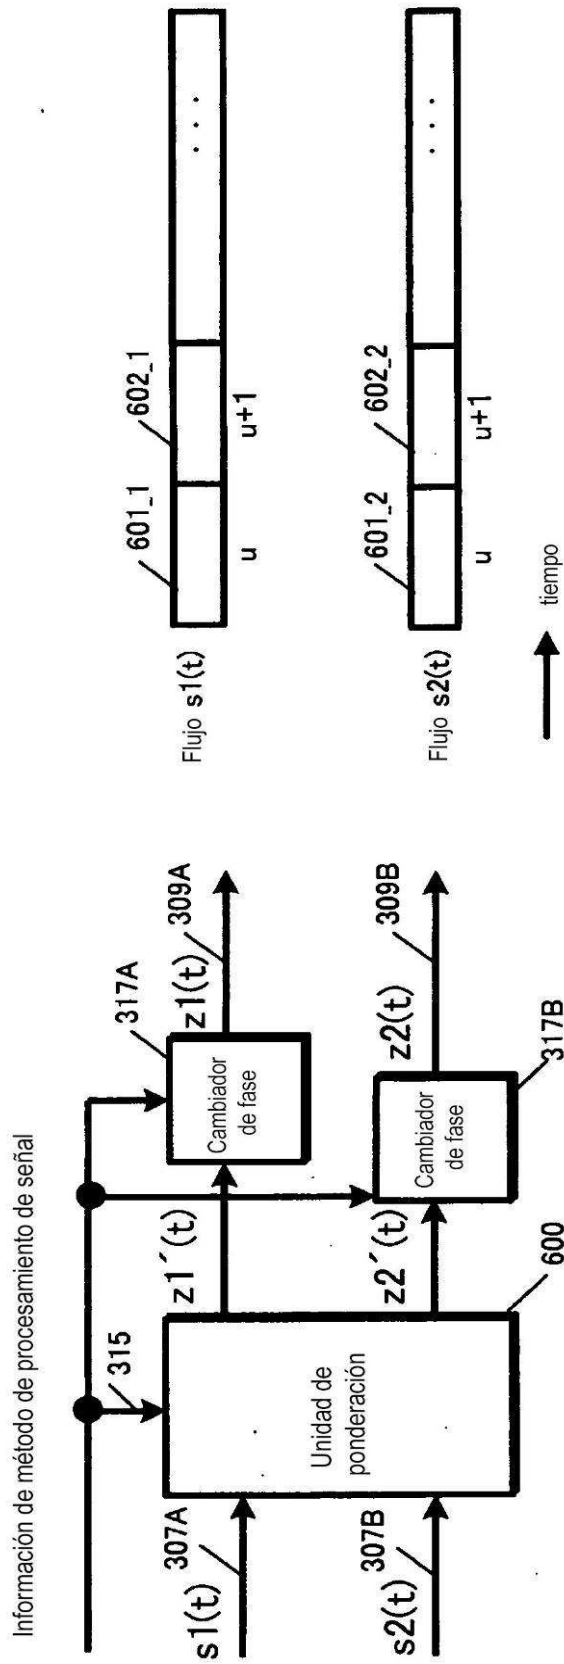 Información de método de procesamiento de señal
315
317A
s1(t)
307A
z1´(t)
Cambiador
de fase
z1(t)
309A
Unidad de
ponderación
s2(t)
307B
z2´(t)
Cambiador
de fase
z2(t)
309B
600
317B
Flujo s1(t)
601_1
602_1
. . .
u
u+1
Flujo s2(t)
601_2
602_2
. . .
u
u+1
tiempo